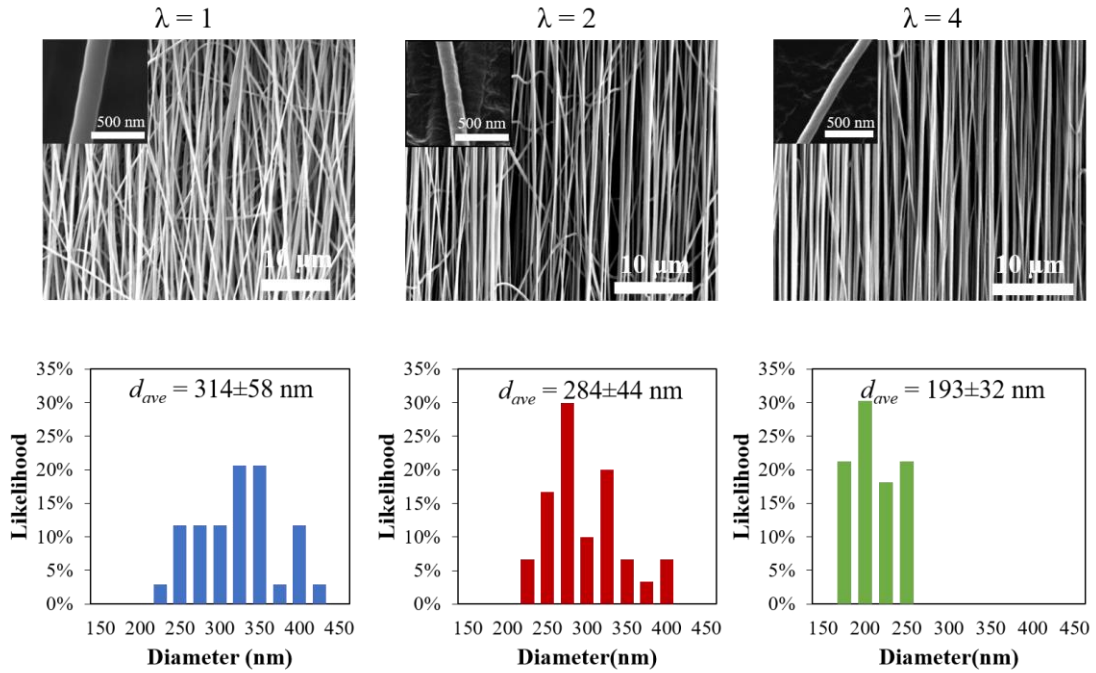 λ = 1
λ = 2
λ = 4
500 nm
500 nm
500 nm
10 μm
10 μm
10 μm
35%
30%
25%
20%
15%
10%
5%
0%
Likelihood
d_ave = 314±58 nm
150 200 250 300 350 400 450
Diameter (nm)
35%
30%
25%
20%
15%
10%
5%
0%
Likelihood
d_ave = 284±44 nm
150 200 250 300 350 400 450
Diameter(nm)
35%
30%
25%
20%
15%
10%
5%
0%
Likelihood
d_ave = 193±32 nm
150 200 250 300 350 400 450
Diameter(nm)